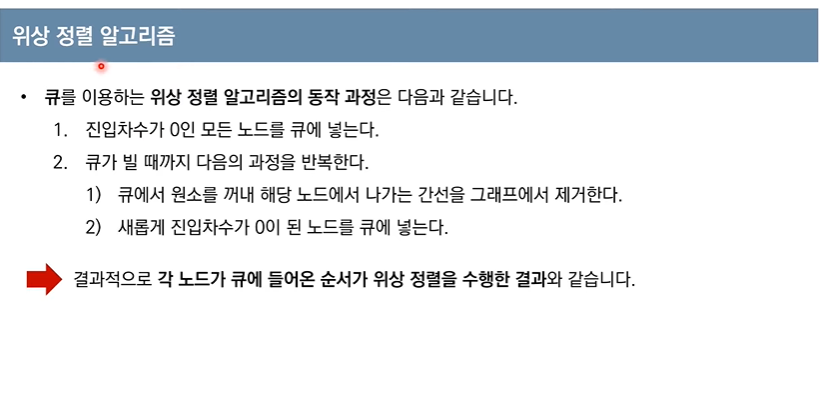 위상 정렬 알고리즘
• 큐를 이용하는 위상 정렬 알고리즘의 동작 과정은 다음과 같습니다.
1. 진입차수가 0인 모든 노드를 큐에 넣는다.
2. 큐가 빌 때까지 다음의 과정을 반복한다.
1) 큐에서 원소를 꺼내 해당 노드에서 나가는 간선을 그래프에서 제거한다.
2) 새롭게 진입차수가 0이 된 노드를 큐에 넣는다.
결과적으로 각 노드가 큐에 들어온 순서가 위상 정렬을 수행한 결과와 같습니다.